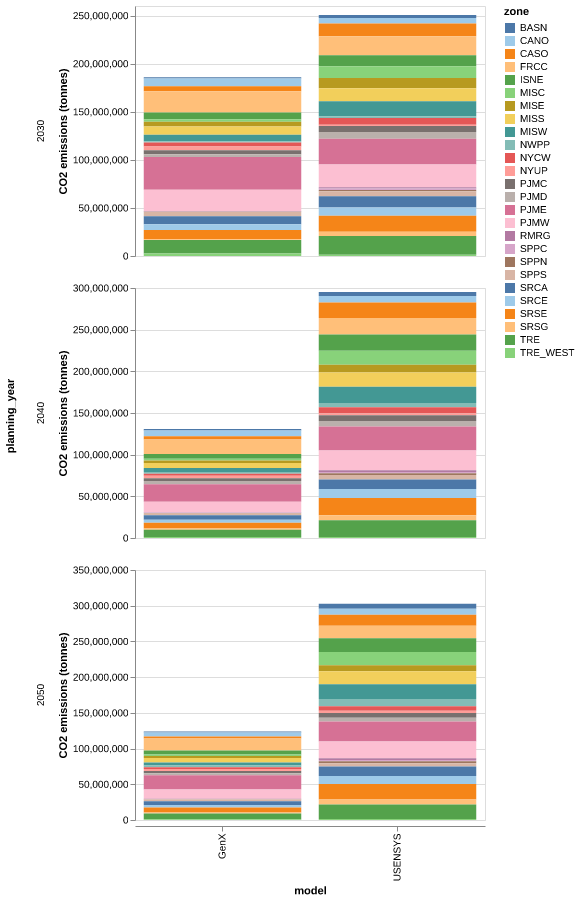 planning_year
2030
CO2 emissions (tonnes)
250,000,000
200,000,000
150,000,000
100,000,000
50,000,000
0
2040
CO2 emissions (tonnes)
300,000,000
250,000,000
200,000,000
150,000,000
100,000,000
50,000,000
0
2050
CO2 emissions (tonnes)
350,000,000
300,000,000
250,000,000
200,000,000
150,000,000
100,000,000
50,000,000
0
GenX
USENSYS
model
zone
BASN
CANO
CASO
FRCC
ISNE
MISC
MISE
MISS
MISW
NWPP
NYCW
NYUP
PJMC
PJMD
PJME
PJMW
RMRG
SPPC
SPPN
SPPS
SRCA
SRCE
SRSE
SRSG
TRE
TRE_WEST